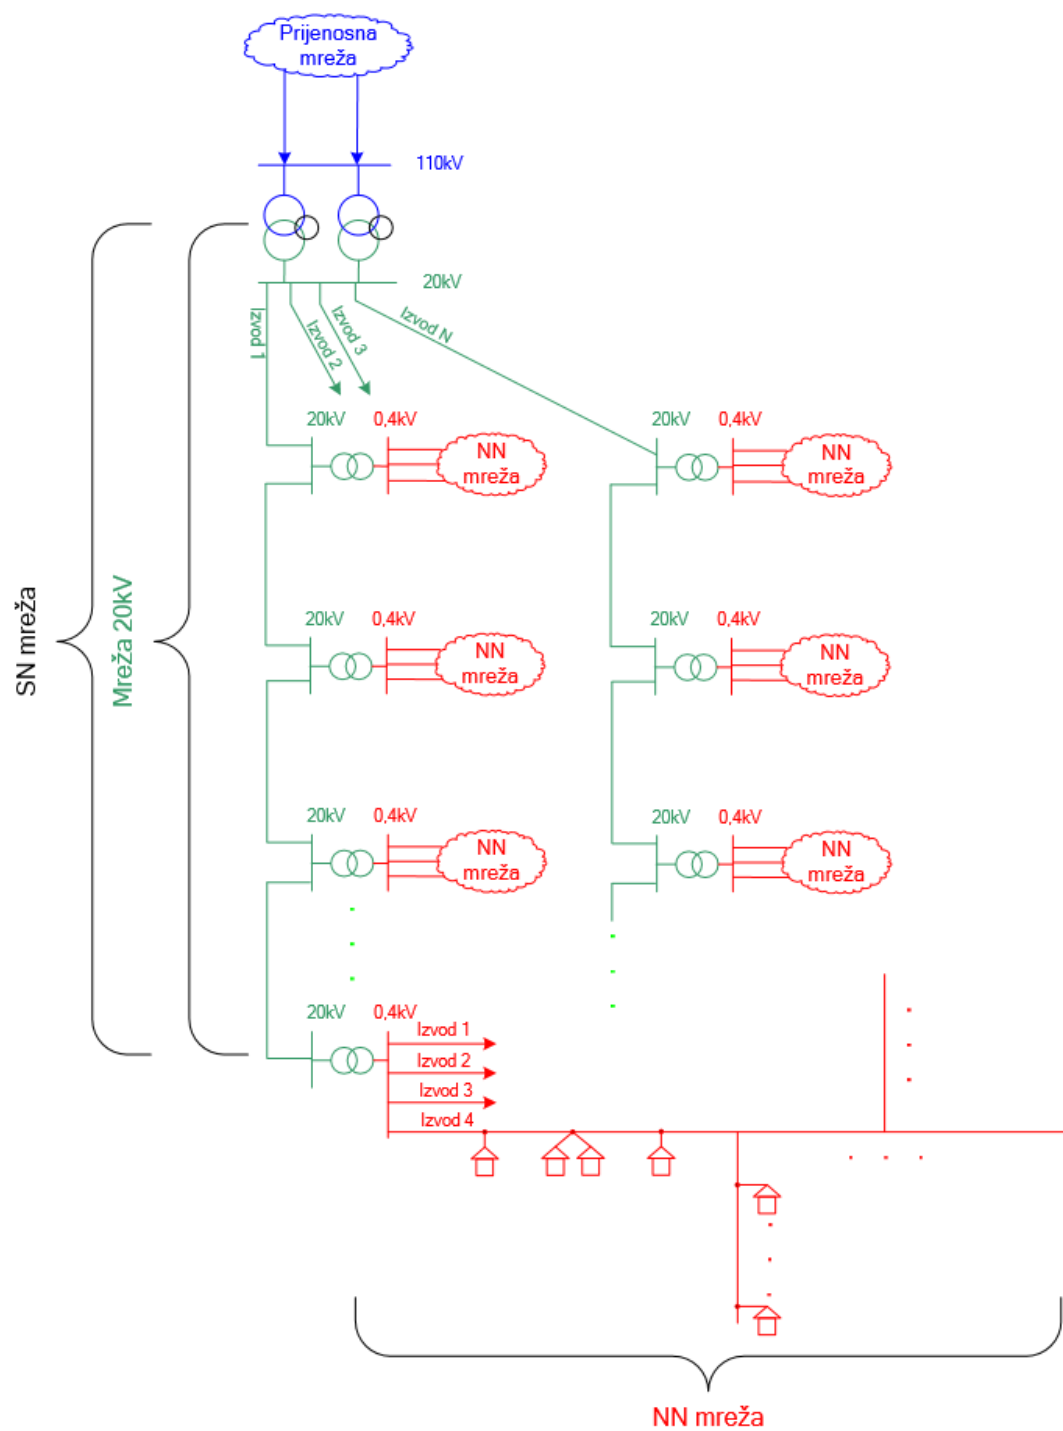 Prijenosna
mreža
110kV
20kV
Izvod 1
Izvod 2
Izvod 3
Izvod N
20kV 0,4kV
NN
mreža
20kV 0,4kV
NN
mreža
SN mreža
Mreža 20kV
20kV 0,4kV
NN
mreža
20kV 0,4kV
NN
mreža
20kV 0,4kV
NN
mreža
20kV 0,4kV
NN
mreža
20kV 0,4kV
Izvod 1
Izvod 2
Izvod 3
Izvod 4
NN mreža